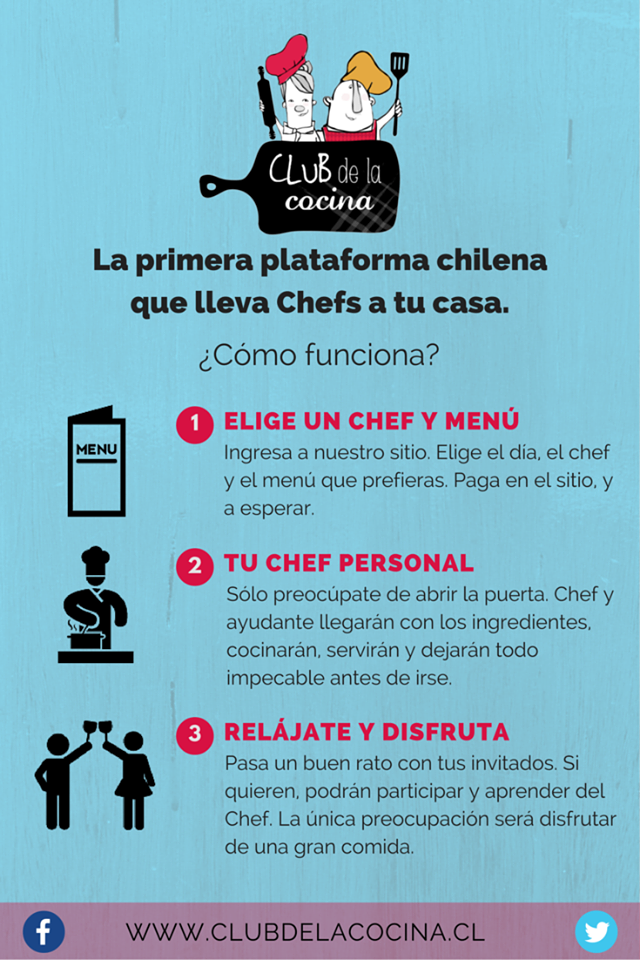 CLUB de la
cocina
La primera plataforma chilena
que lleva Chefs a tu casa.
¿Cómo funciona?
MENU
1 ELIGE UN CHEF Y MENÚ
Ingresa a nuestro sitio. Elige el día, el chef
y el menú que prefieras. Paga en el sitio, y
a esperar.
2 TU CHEF PERSONAL
Sólo preocúpate de abrir la puerta. Chef y
ayudante llegarán con los ingredientes,
cocinarán, servirán y dejarán todo
impecable antes de irse.
3 RELÁJATE Y DISFRUTA
Pasa un buen rato con tus invitados. Si
quieren, podrán participar y aprender del
Chef. La única preocupación será disfrutar
de una gran comida.
WWW.CLUBDELACOCINA.CL